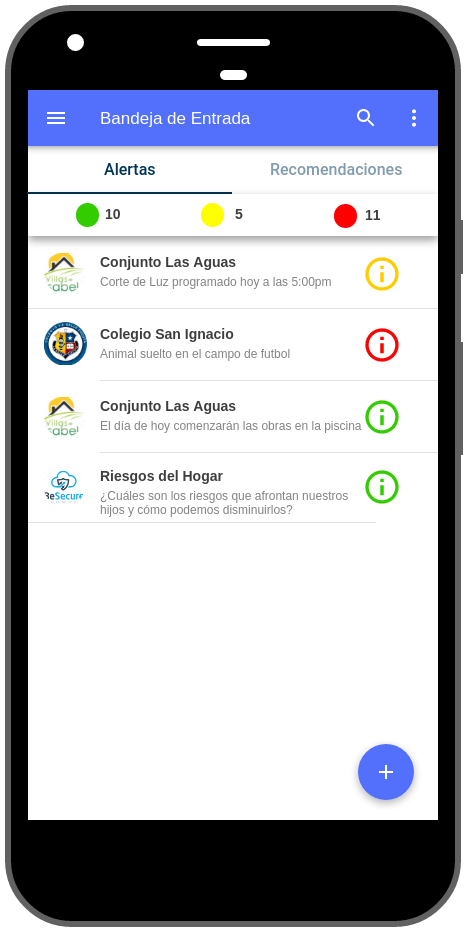 Bandeja de Entrada
Alertas
Recomendaciones
10
5
11
Conjunto Las Aguas
Corte de Luz programado hoy a las 5:00pm
Villas de
Isabel
Colegio San Ignacio
Animal suelto en el campo de futbol
Conjunto Las Aguas
El día de hoy comenzarán las obras en la piscina
Villas de
Isabel
Riesgos del Hogar
BeSecure
¿Cuáles son los riesgos que afrontan nuestros
hijos y cómo podemos disminuirlos?